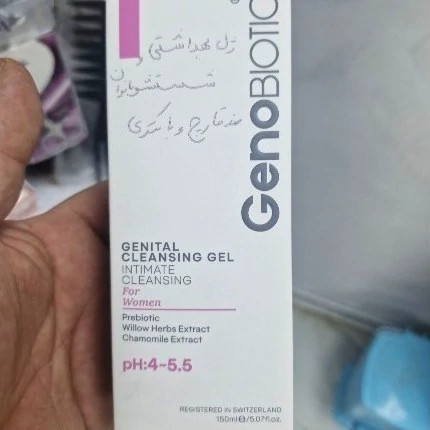 GenoBIOTIC
ژل بهداشتی و
شستشو بانوان
ضد قارچ و باکتری
GENITAL
CLEANSING GEL
INTIMATE
CLEANSING
For
Women
Prebiotic
Willow Herbs Extract
Chamomile Extract
pH:4~5.5
REGISTERED IN SWITZERLAND
150ml℮/5.07fl.oz.